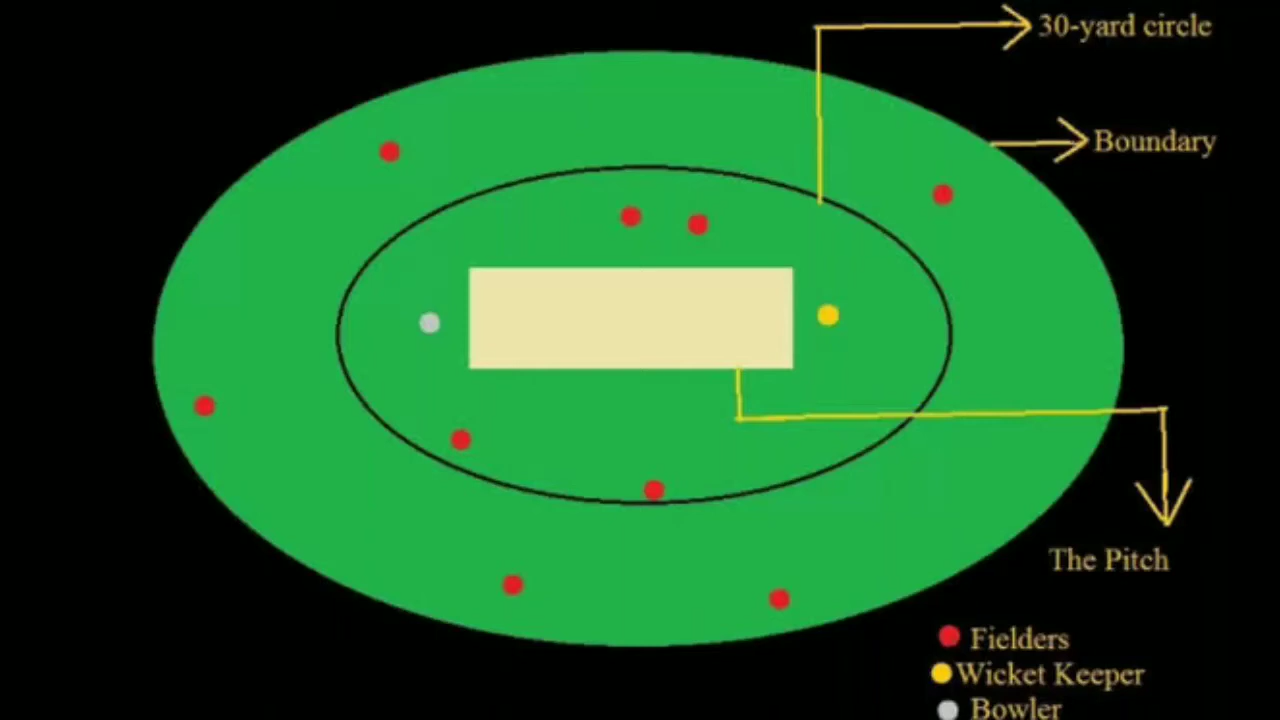 30-yard circle
Boundary
The Pitch
Fielders
Wicket Keeper
Bowler